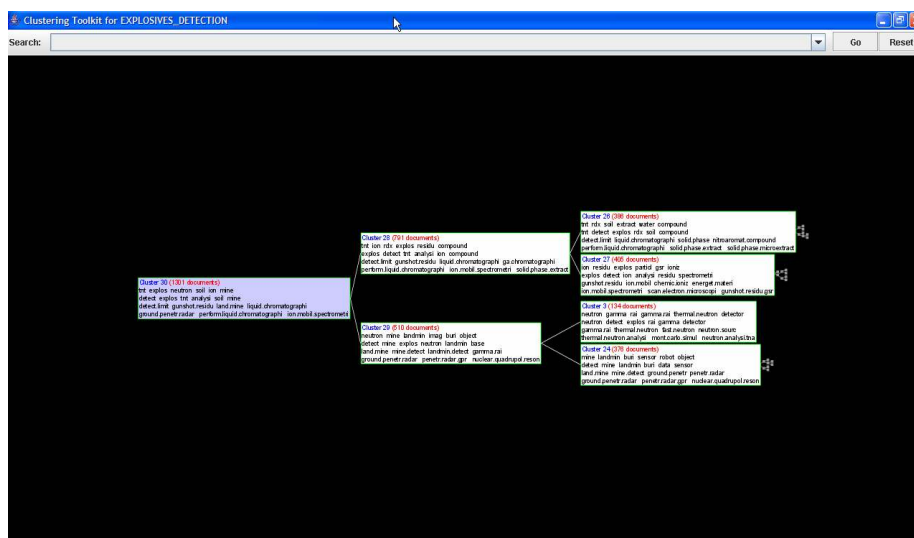 Clustering Toolkit for EXPLOSIVES_DETECTION
Search:
Go
Reset
Cluster 30 (1301 documents)
tnt explos neutron soil ion mine
detect explos tnt analysi soil mine
detect.limit gunshot.residu land.mine liquid.chromatographi
ground.penetr.radar perform.liquid.chromatographi ion.mobil.spectrometri
Cluster 28 (791 documents)
tnt ion rdx explos residu compound
explos detect tnt analysi ion compound
detect.limit gunshot.residu liquid.chromatographi ga.chromatographi
perform.liquid.chromatographi ion.mobil.spectrometri solid.phase.extract
Cluster 29 (510 documents)
neutron mine landmin imag buri object
detect mine explos neutron landmin base
land.mine mine.detect landmin.detect gamma.rai
ground.penetr.radar penetr.radar.gpr nuclear.quadrupol.reson
Cluster 26 (386 documents)
tnt rdx soil extract water compound
tnt detect explos rdx soil compound
detect.limit liquid.chromatographi solid.phase nitroaromat.compound
perform.liquid.chromatographi solid.phase.extract solid.phase.microextract
Cluster 27 (405 documents)
ion residu explos partid gsr ioniz
explos detect ion analysi residu spectrometri
gunshot.residu ion.mobil chemic.ioniz energet.materi
ion.mobil.spectrometri scan.electron.microscopi gunshot.residu.gsr
Cluster 3 (134 documents)
neutron gamma rai gamma.rai thermal.neutron detector
neutron detect explos rai gamma detector
gamma.rai thermal.neutron fast.neutron neutron.sourc
thermal.neutron.analysi mont.carlo.simul neutron.analysi.tna
Cluster 24 (376 documents)
mine landmin buri sensor robot object
detect mine landmin buri data sensor
land.mine mine.detect ground.penetr penetr.radar
ground.penetr.radar penetr.radar.gpr nuclear.quadrupol.reson